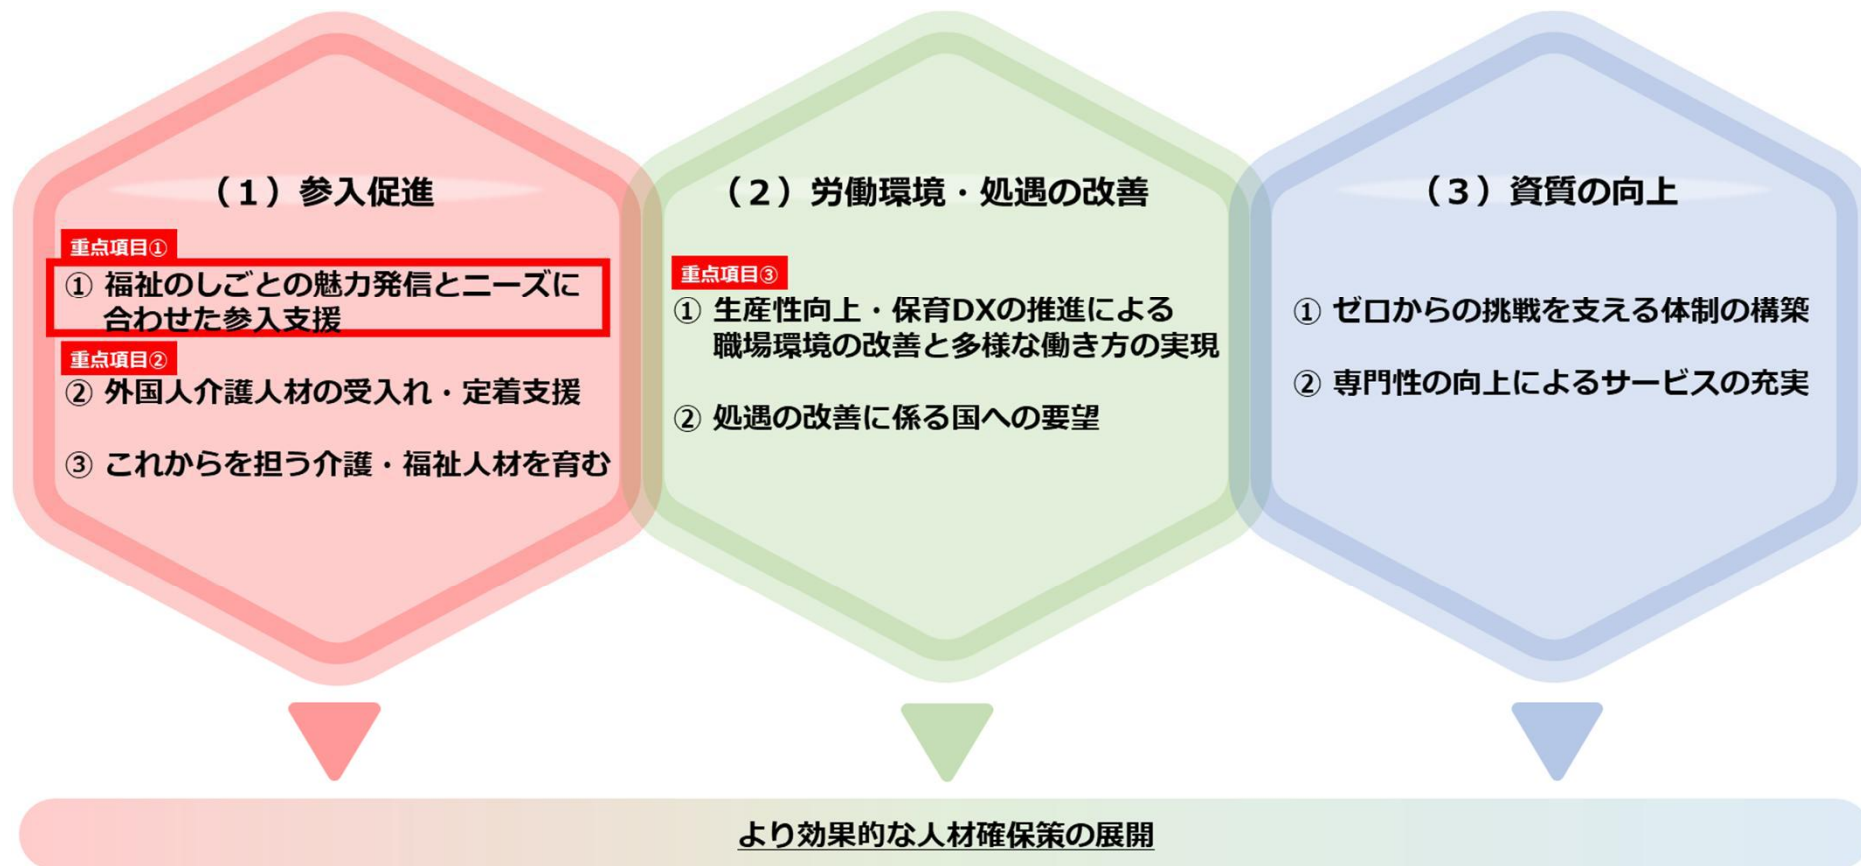 （１）参入促進
重点項目①
① 福祉のしごとの魅力発信とニーズに
合わせた参入支援
重点項目②
② 外国人介護人材の受入れ・定着支援
③ これからを担う介護・福祉人材を育む
（２）労働環境・処遇の改善
重点項目③
① 生産性向上・保育DXの推進による
職場環境の改善と多様な働き方の実現
② 処遇の改善に係る国への要望
（３）資質の向上
① ゼロからの挑戦を支える体制の構築
② 専門性の向上によるサービスの充実
より効果的な人材確保策の展開